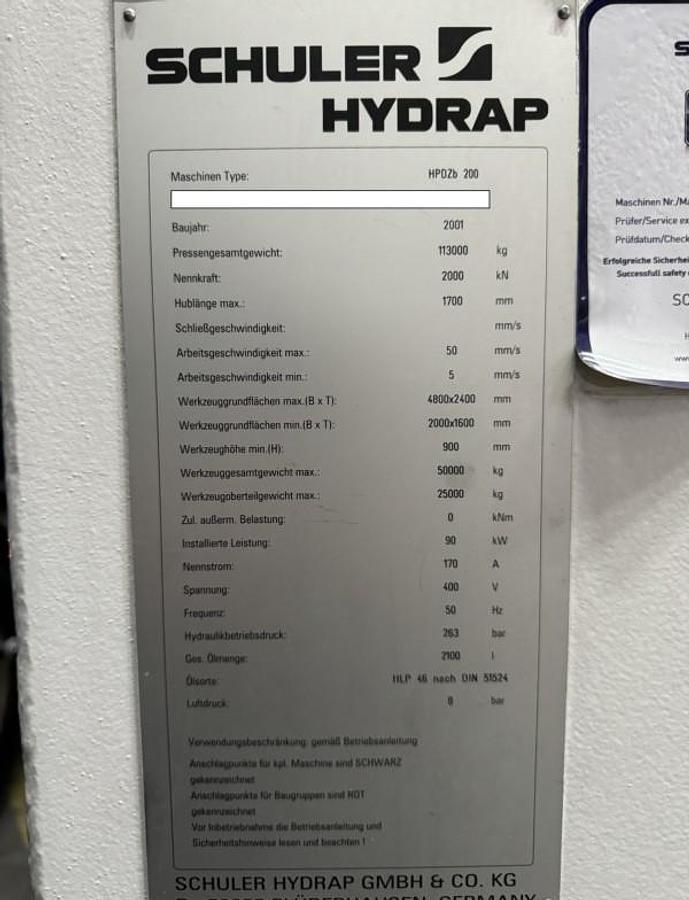 SCHULER
HYDRAP
Maschinen Type: HPDZb 200
Baujahr: 2001
Pressengesamtgewicht: 113000 kg
Nennkraft: 2000 kN
Hublänge max.: 1700 mm
Schließgeschwindigkeit: mm/s
Arbeitsgeschwindigkeit max.: 50 mm/s
Arbeitsgeschwindigkeit min.: 5 mm/s
Werkzeuggrundflächen max.(B x T): 4800x2400 mm
Werkzeuggrundflächen min.(B x T): 2000x1600 mm
Werkzeughöhe min.(H): 900 mm
Werkzeuggesamtgewicht max.: 50000 kg
Werkzeugoberteilgewicht max.: 25000 kg
Zul. außerm. Belastung: 0 kNm
Installierte Leistung: 90 kW
Nennstrom: 170 A
Spannung: 400 V
Frequenz: 50 Hz
Hydraulikbetriebsdruck: 263 bar
Ges. Ölmenge: 2100 l
Ölsorte: HLP 46 nach DIN 51524
Luftdruck: bar
Verwendungsbeschränkung: gemäß Betriebsanleitung
Anschlagpunkte für kpl. Maschine sind SCHWARZ
gekennzeichnet
Anschlagpunkte für Baugruppen sind ROT
gekennzeichnet
Vor Inbetriebnahme die Betriebsanleitung und
Sicherheitshinweise lesen und beachten !
SCHULER HYDRAP GMBH & CO. KG
Maschinen Nr./Ma
Prüfer/Service ex
Prüfdatum/Check
Erfolgreiche Sicherhei
Successfull safety
SC
www